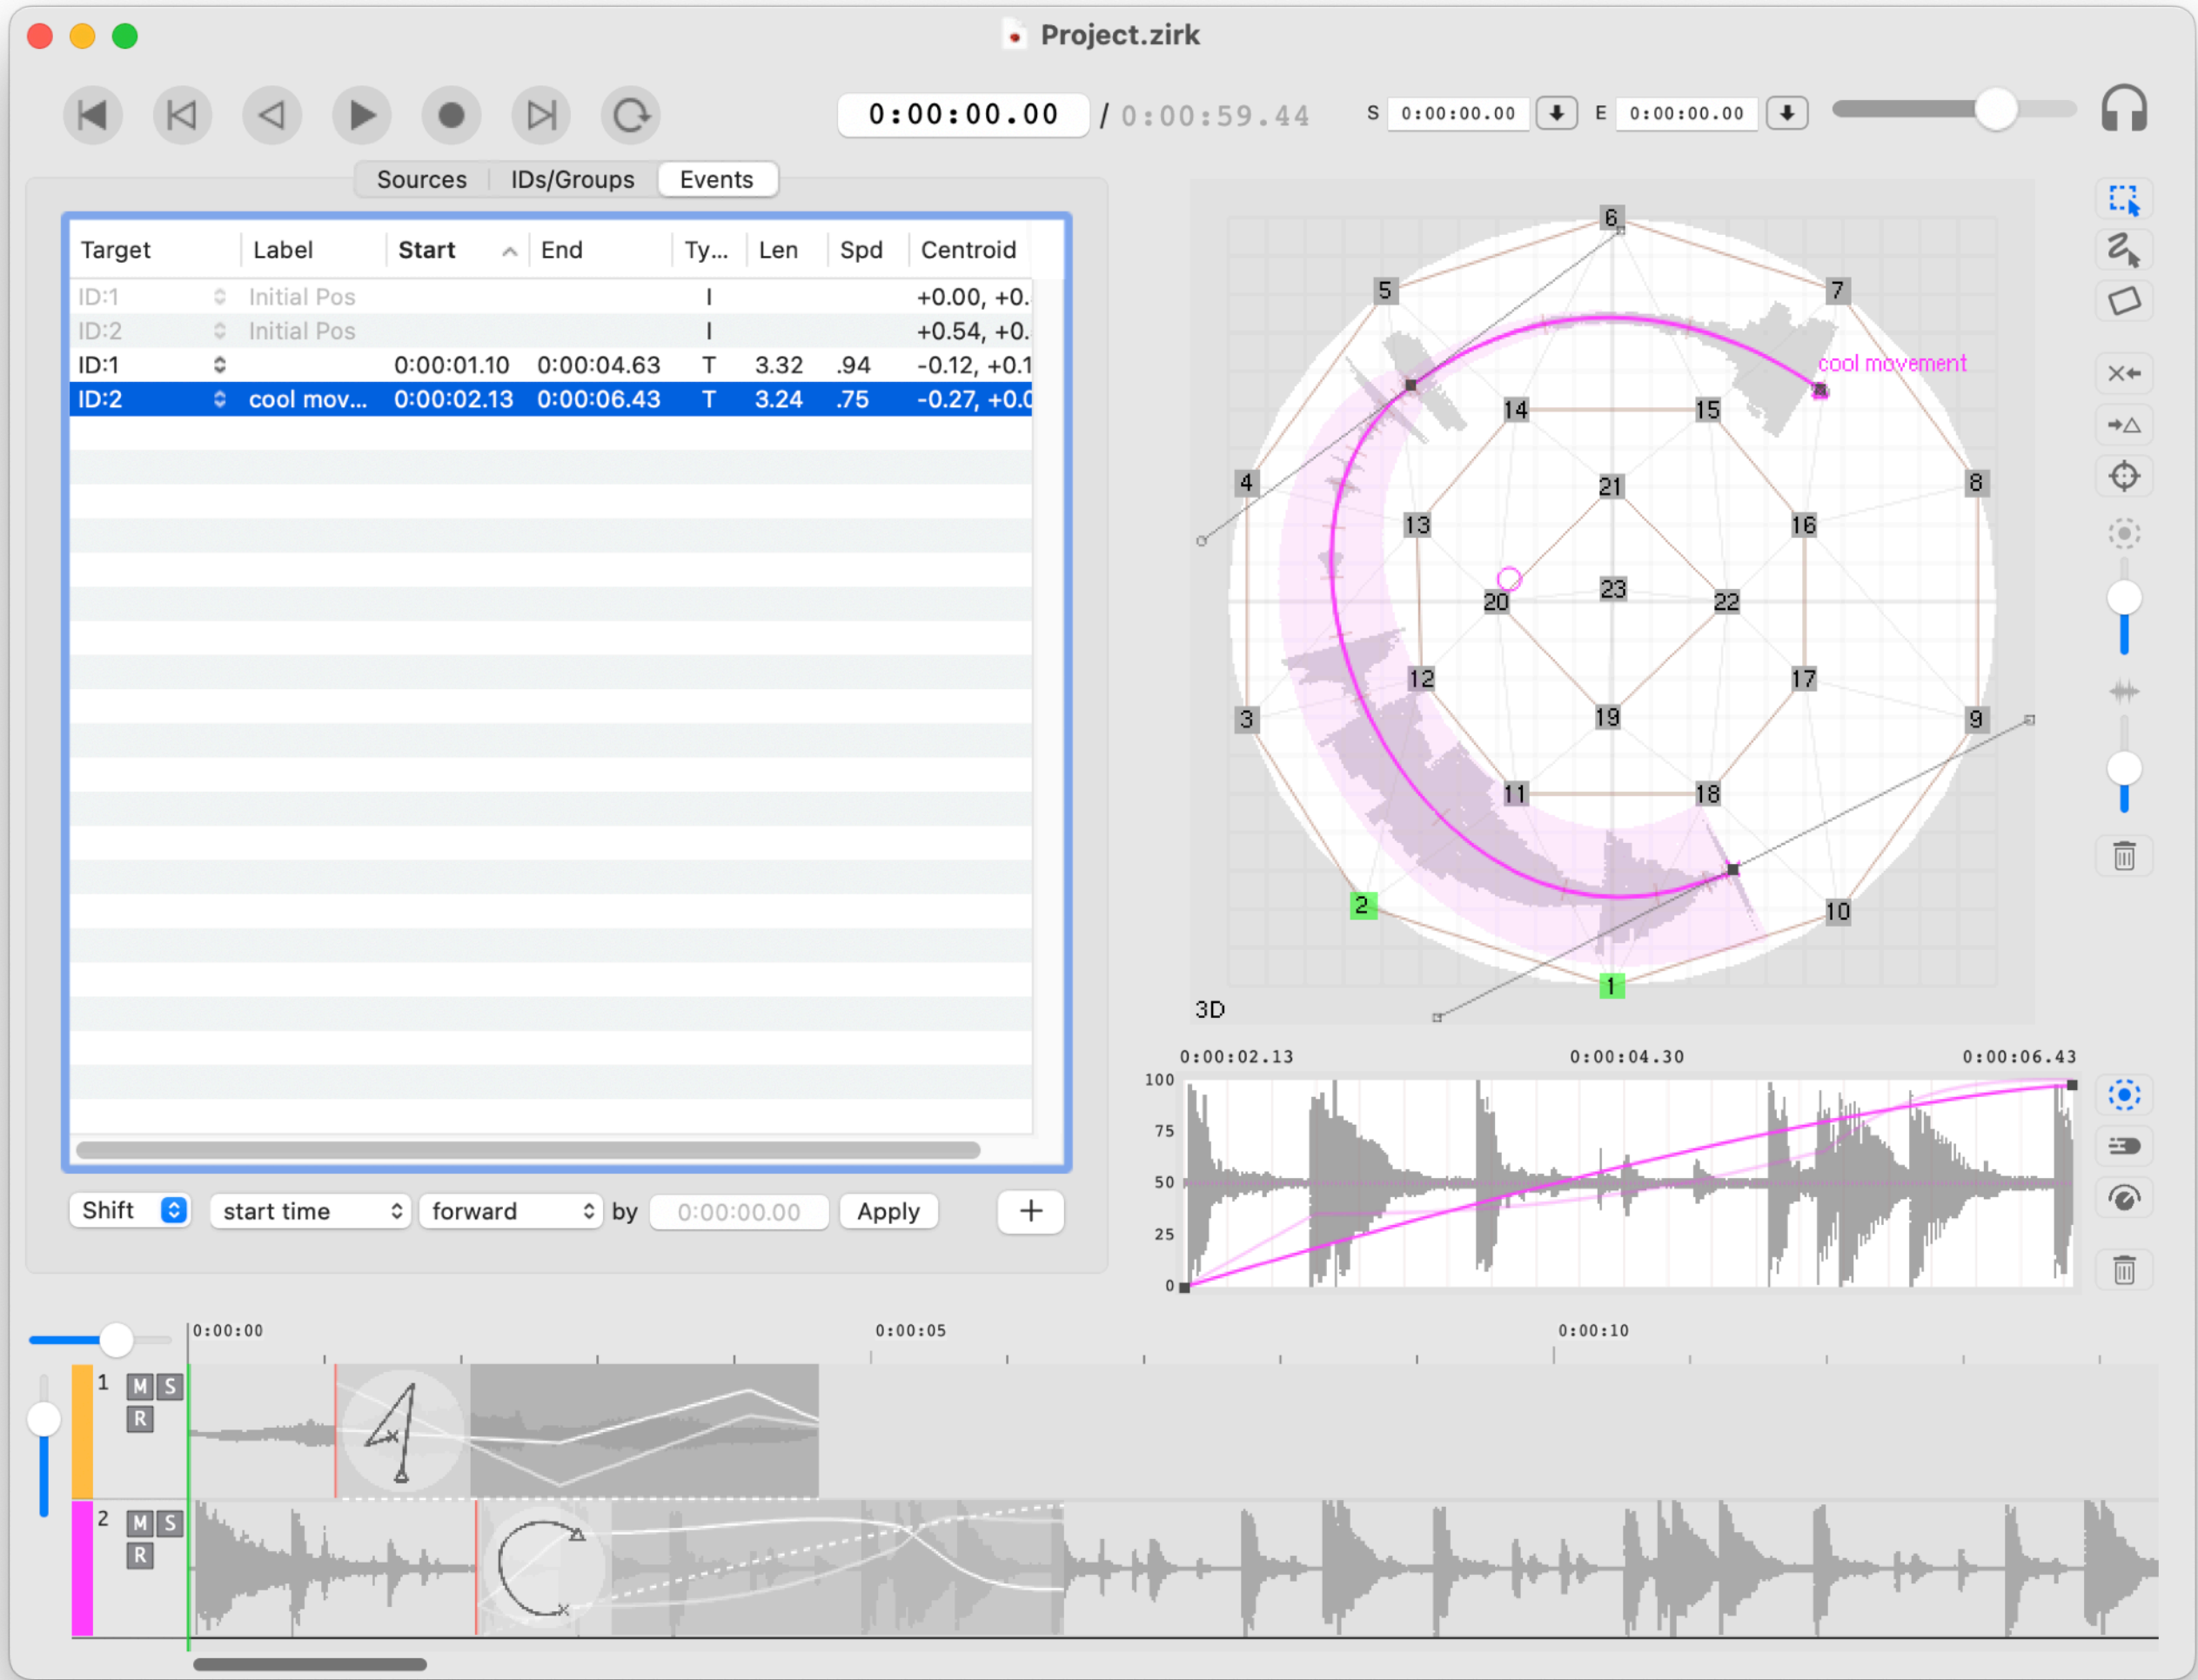 Project.zirk
0:00:00.00 / 0:00:59.44 S 0:00:00.00 E 0:00:00.00
Sources IDs/Groups Events
Target Label Start End Ty... Len Spd Centroid
ID:1 Initial Pos I +0.00, +0.
ID:2 Initial Pos I +0.54, +0.
ID:1 0:00:01.10 0:00:04.63 T 3.32 .94 -0.12, +0.1
ID:2 cool mov... 0:00:02.13 0:00:06.43 T 3.24 .75 -0.27, +0.0
Shift start time forward by 0:00:00.00 Apply +
6
5
7
cool movement
14
15
4
8
21
13
16
23
20
22
12
17
19
3
9
11
18
2
10
1
3D
0:00:02.13 0:00:04.30 0:00:06.43
100
75
50
25
0
0:00:00 0:00:05 0:00:10
1 M S
R
2 M S
R